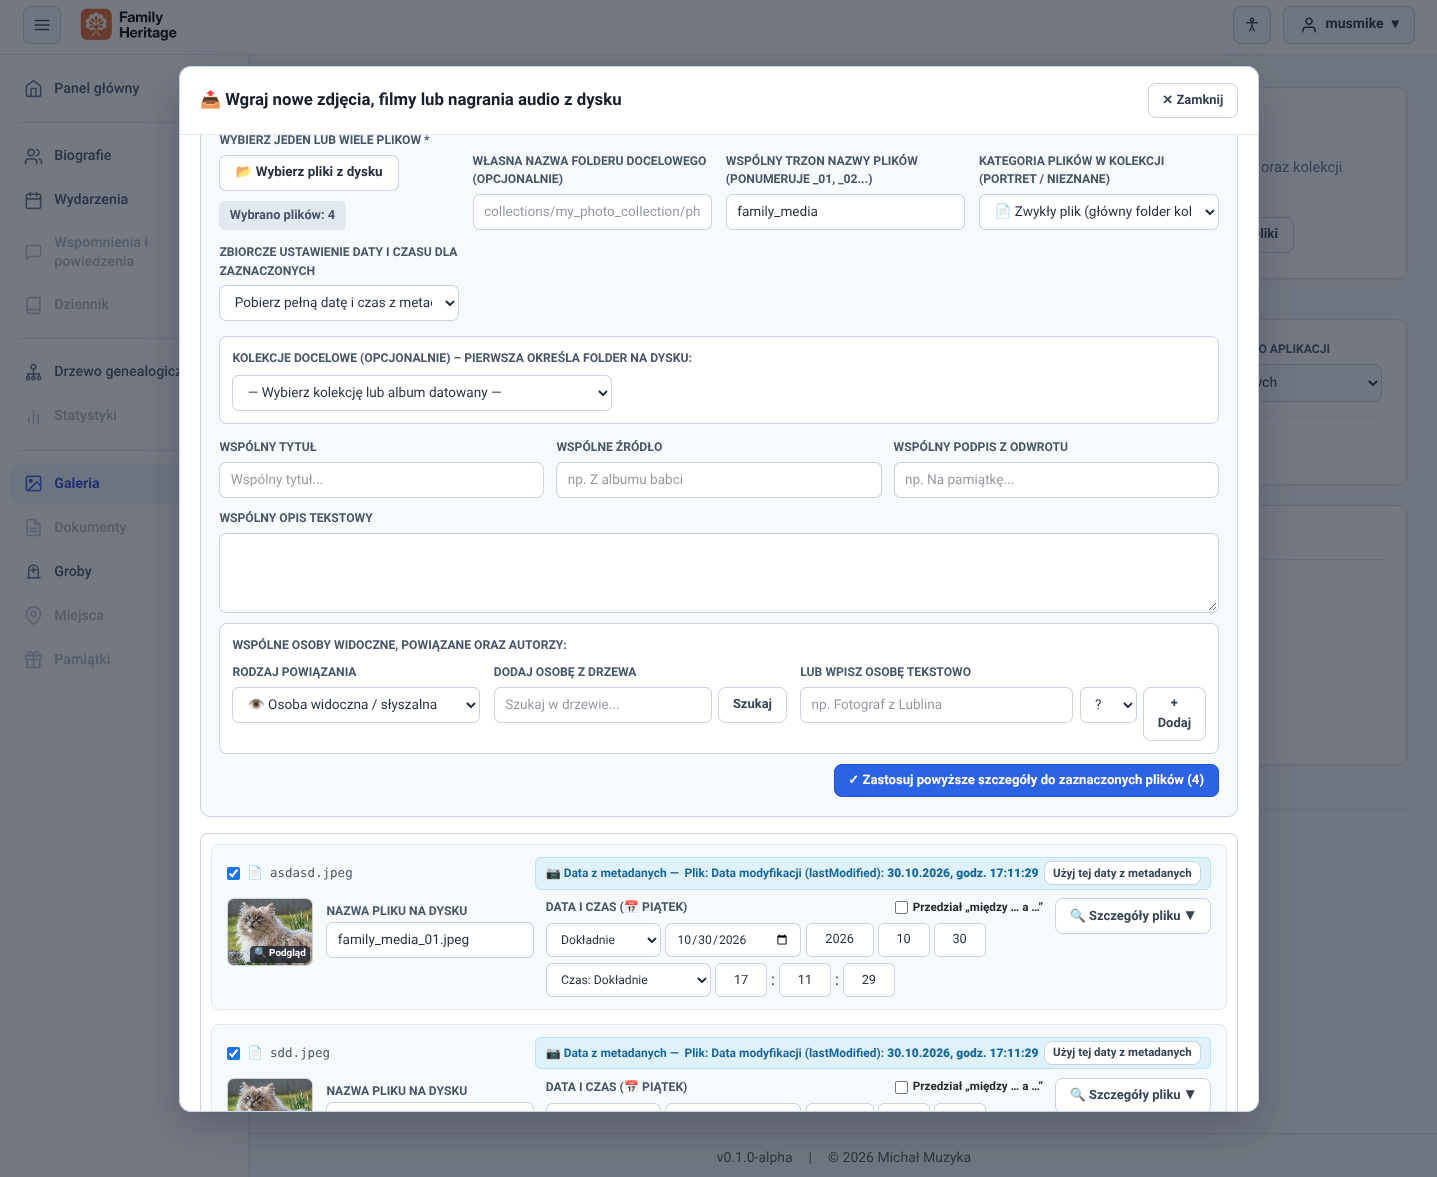 Family
Heritage
musmike ▼
Panel główny
Biografie
Wydarzenia
Wspomnienia i
powiedzenia
Dziennik
Drzewo genealogicz
Statystyki
Galeria
Dokumenty
Groby
Miejsca
Pamiątki
oraz kolekcji
liki
O APLIKACJI
ych
📤 Wgraj nowe zdjęcia, filmy lub nagrania audio z dysku
✕ Zamknij
WYBIERZ JEDEN LUB WIELE PLIKÓW *
📂 Wybierz pliki z dysku
Wybrano plików: 4
WŁASNA NAZWA FOLDERU DOCELOWEGO
(OPCJONALNIE)
collections/my_photo_collection/ph
WSPÓLNY TRZON NAZWY PLIKÓW
(PONUMERUJE _01, _02...)
family_media
KATEGORIA PLIKÓW W KOLEKCJI
(PORTRET / NIEZNANE)
📄 Zwykły plik (główny folder kol
ZBIORCZE USTAWIENIE DATY I CZASU DLA
ZAZNACZONYCH
Pobierz pełną datę i czas z meta
KOLEKCJE DOCELOWE (OPCJONALNIE) – PIERWSZA OKREŚLA FOLDER NA DYSKU:
— Wybierz kolekcję lub album datowany —
WSPÓLNY TYTUŁ
WSPÓLNE ŹRÓDŁO
WSPÓLNY PODPIS Z ODWROTU
Wspólny tytuł...
np. Z albumu babci
np. Na pamiątkę...
WSPÓLNY OPIS TEKSTOWY
WSPÓLNE OSOBY WIDOCZNE, POWIĄZANE ORAZ AUTORZY:
RODZAJ POWIĄZANIA
DODAJ OSOBĘ Z DRZEWA
LUB WPISZ OSOBĘ TEKSTOWO
👁️ Osoba widoczna / słyszalna
Szukaj w drzewie...
Szukaj
np. Fotograf z Lublina
?
+
Dodaj
✓ Zastosuj powyższe szczegóły do zaznaczonych plików (4)
📄 asdasd.jpeg
📷 Data z metadanych — Plik: Data modyfikacji (lastModified): 30.10.2026, godz. 17:11:29
Użyj tej daty z metadanych
🔍 Podgląd
NAZWA PLIKU NA DYSKU
family_media_01.jpeg
DATA I CZAS (📅 PIĄTEK)
Przedział „między … a …”
🔍 Szczegóły pliku ▼
Dokładnie
10/30/2026
2026
10
30
Czas: Dokładnie
17 : 11 : 29
📄 sdd.jpeg
📷 Data z metadanych — Plik: Data modyfikacji (lastModified): 30.10.2026, godz. 17:11:29
Użyj tej daty z metadanych
NAZWA PLIKU NA DYSKU
DATA I CZAS (📅 PIĄTEK)
Przedział „między … a …”
🔍 Szczegóły pliku ▼
v0.1.0-alpha | © 2026 Michał Muzyka